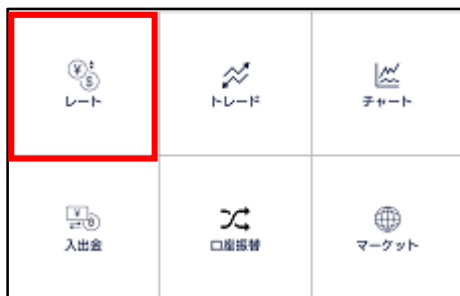 レート
トレード
チャート
入出金
口座振替
マーケット